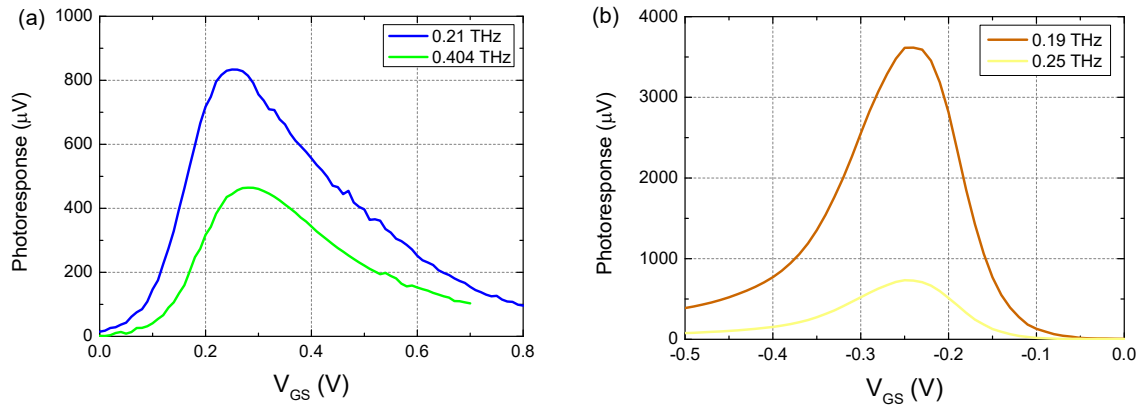 (a)
1000
800
600
400
200
0
Photoresponse (μV)
0.0 0.2 0.4 0.6 0.8
V_GS (V)
0.21 THz
0.404 THz
(b)
4000
3000
2000
1000
0
Photoresponse (μV)
-0.5 -0.4 -0.3 -0.2 -0.1 0.0
V_GS (V)
0.19 THz
0.25 THz